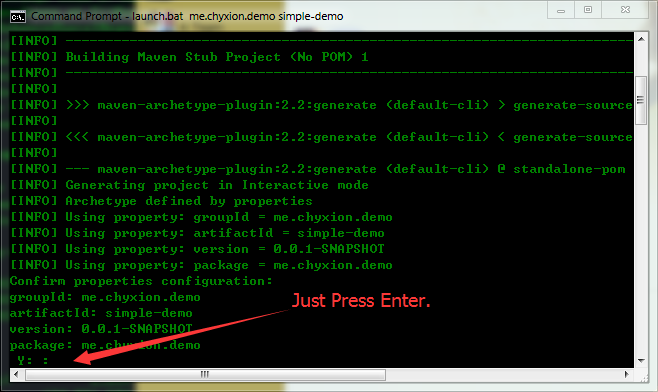 Command Prompt - launch.bat me.chyxion.demo simple-demo
[INFO] ------------------------------------------------------------------------
[INFO] Building Maven Stub Project (No POM) 1
[INFO] ------------------------------------------------------------------------
[INFO]
[INFO] >>> maven-archetype-plugin:2.2:generate (default-cli) > generate-source
[INFO]
[INFO] <<< maven-archetype-plugin:2.2:generate (default-cli) < generate-source
[INFO]
[INFO] --- maven-archetype-plugin:2.2:generate (default-cli) @ standalone-pom
[INFO] Generating project in Interactive mode
[INFO] Archetype defined by properties
[INFO] Using property: groupId = me.chyxion.demo
[INFO] Using property: artifactId = simple-demo
[INFO] Using property: version = 0.0.1-SNAPSHOT
[INFO] Using property: package = me.chyxion.demo
Confirm properties configuration:
groupId: me.chyxion.demo
artifactId: simple-demo
version: 0.0.1-SNAPSHOT
package: me.chyxion.demo
Y: :
Just Press Enter.